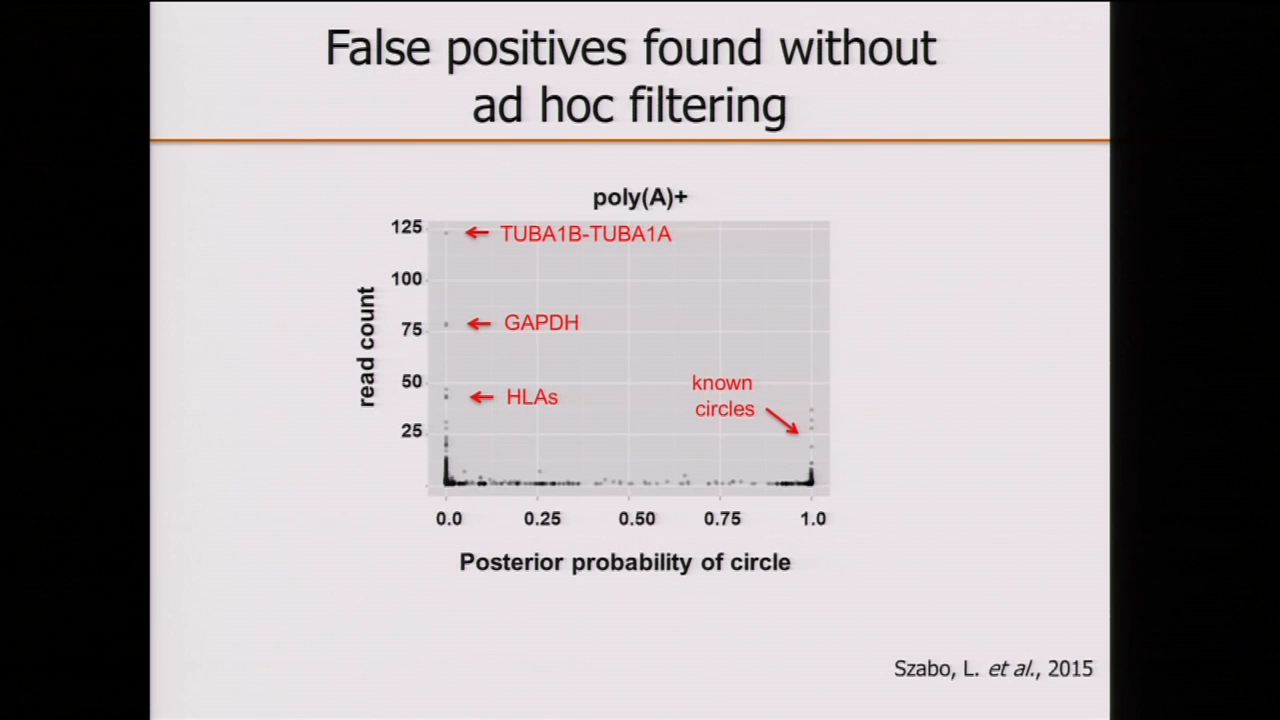 False positives found without
ad hoc filtering
poly(A)+
125
TUBA1B-TUBA1A
100
75
GAPDH
50
known
circles
HLAs
25
read count
0.0
0.25
0.50
0.75
1.0
Posterior probability of circle
Szabo, L. et al., 2015